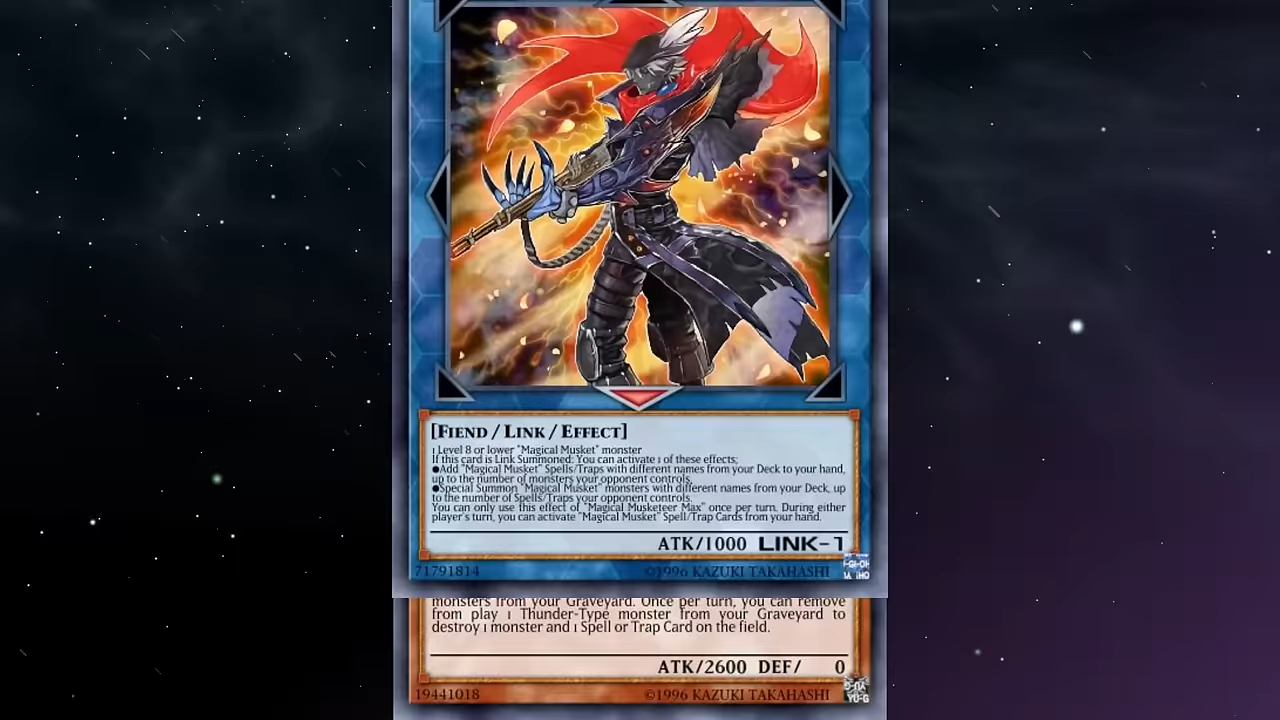 [FIEND / LINK / EFFECT]
1 Level 8 or lower "Magical Musket" monster
If this card is Link Summoned: You can activate 1 of these effects;
●Add "Magical Musket" Spells/Traps with different names from your Deck to your hand,
up to the number of monsters your opponent controls.
●Special Summon "Magical Musket" monsters with different names from your Deck, up
to the number of Spells/Traps your opponent controls.
You can only use this effect of "Magical Musketeer Max" once per turn. During either
player's turn, you can activate "Magical Musket" Spell/Trap Cards from your hand.
ATK/1000 LINK-1
71791814 ©1996 KAZUKI TAKAHASHI
monsters from your Graveyard. Once per turn, you can remove
from play 1 Thunder-Type monster from your Graveyard to
destroy 1 monster and 1 Spell or Trap Card on the field.
ATK/2600 DEF/ 0
19441018 ©1996 KAZUKI TAKAHASHI